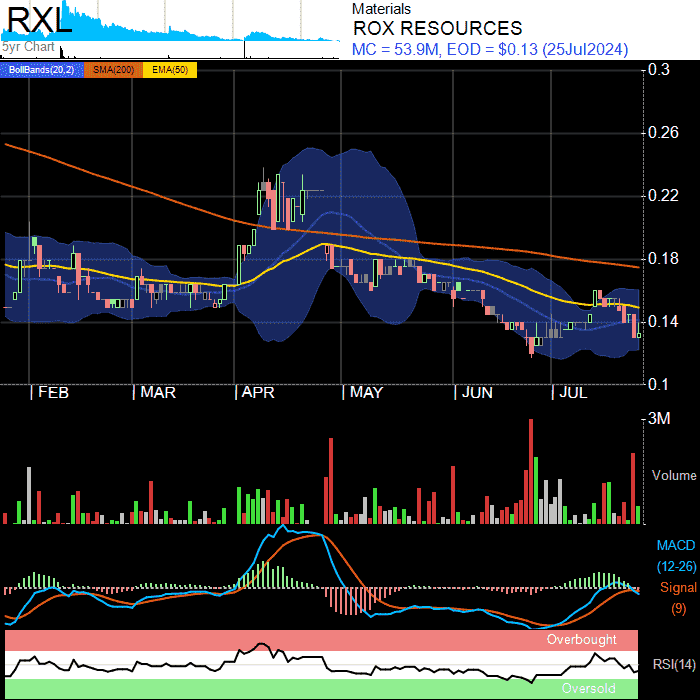 RXL
5yr Chart
Materials
ROX RESOURCES
MC = 53.9M, EOD = $0.13 (25Jul2024)
BollBands(20,2) SMA(200) EMA(50)
0.3
0.26
0.22
0.18
0.14
0.1
FEB MAR APR MAY JUN JUL
3M
Volume
MACD
(12-26)
Signal
(9)
Overbought
RSI(14)
Oversold